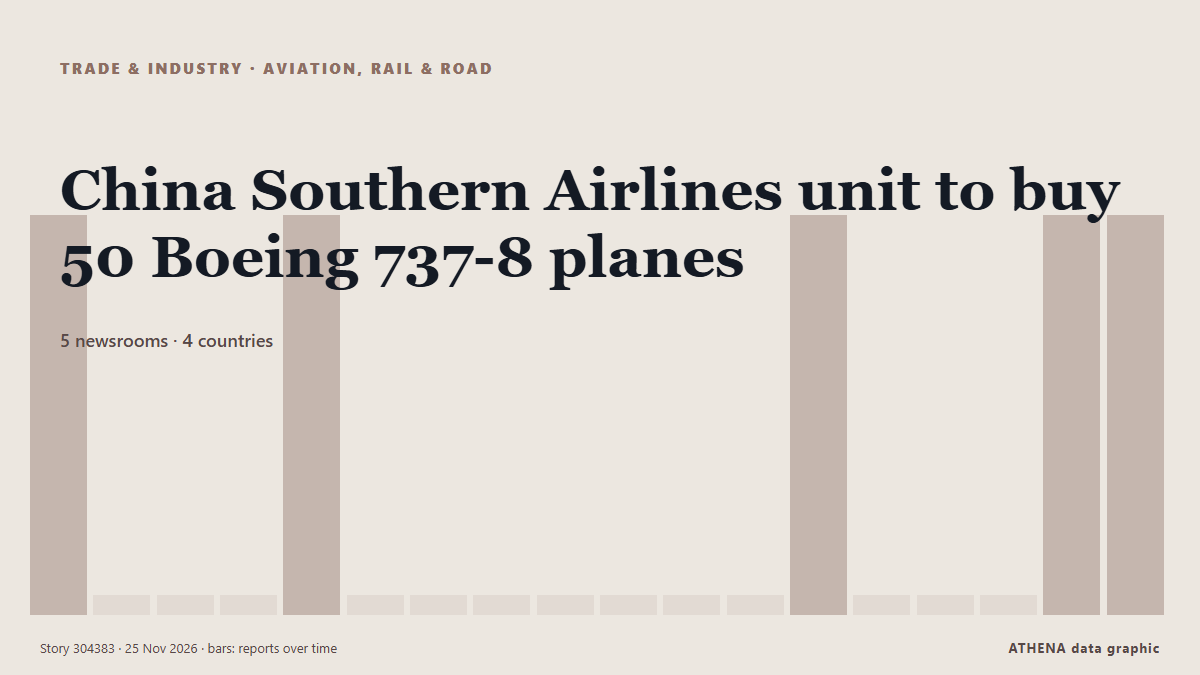 TRADE & INDUSTRY · AVIATION, RAIL & ROAD
China Southern Airlines unit to buy
50 Boeing 737-8 planes
5 newsrooms · 4 countries
Story 304383 · 25 Nov 2026 · bars: reports over time
ATHENA data graphic